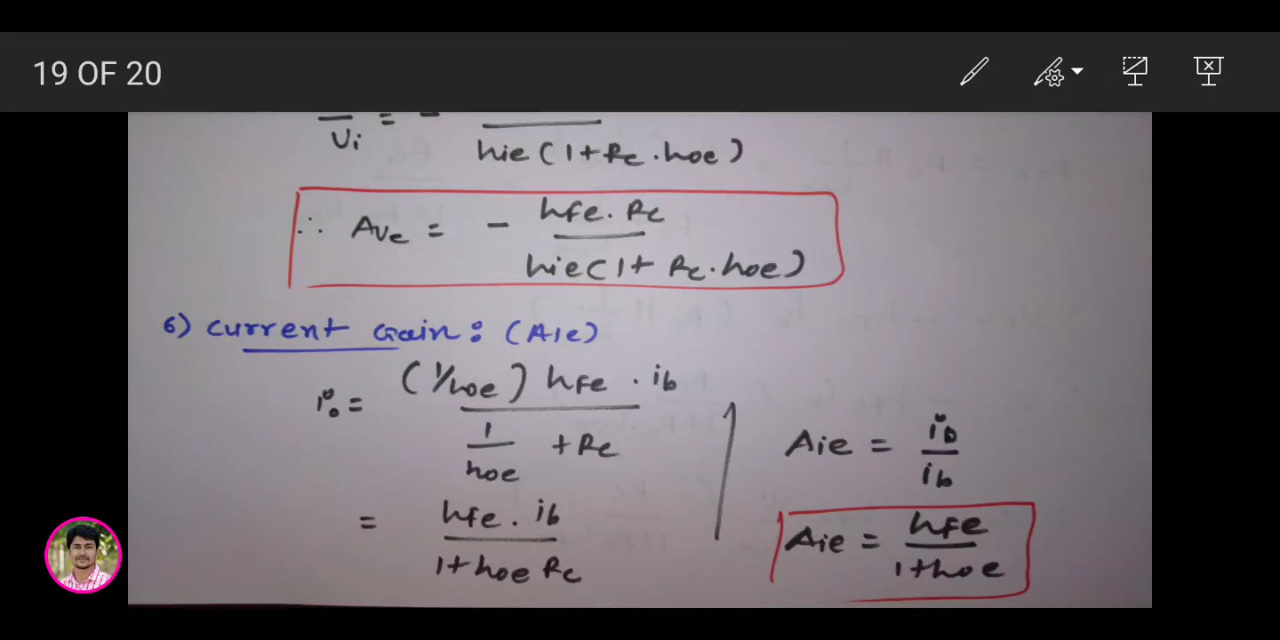 19 OF 20
Vi = -
hie(1+Rc.hoe)
∴ AVe = - hfe.Rc / hie(1+Rc.hoe)
6) Current Gain: (AIe)
io = (1/hoe) hfe . ib / 1/hoe + Rc
= hfe . ib / 1+hoe Rc
Aie = io / ib
Aie = hfe / 1+hoe